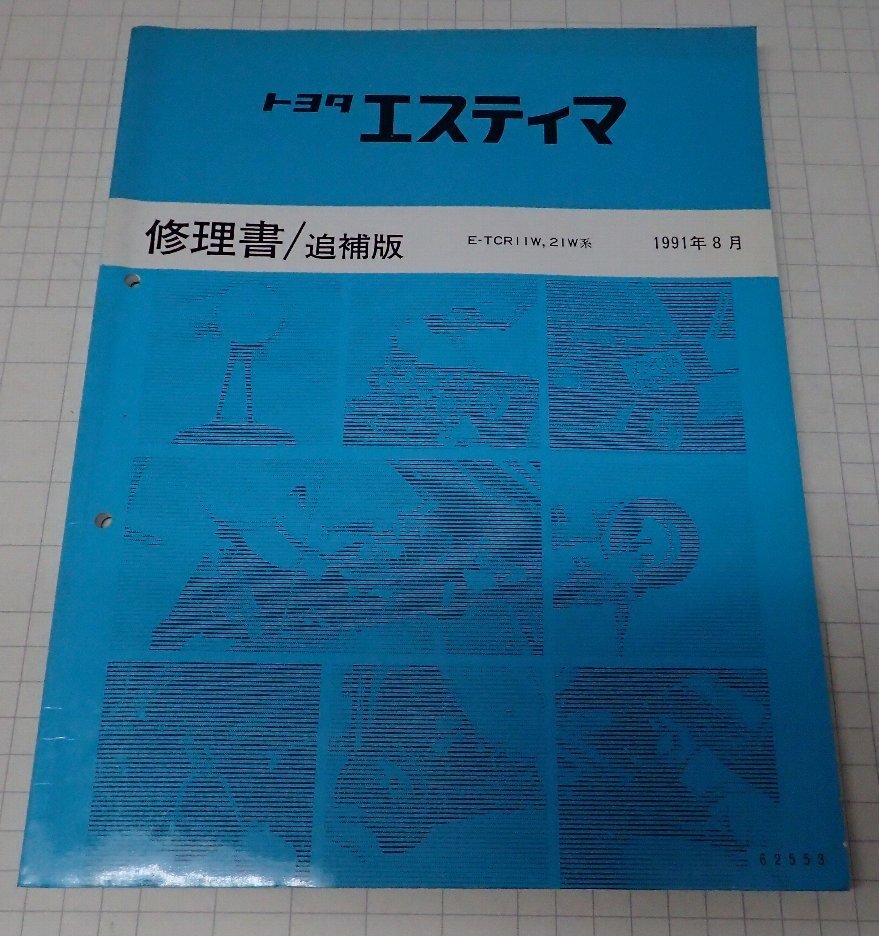 トヨタ エスティマ
修理書/追補版 E-TCR11W, 21W系 1991年8月
62553